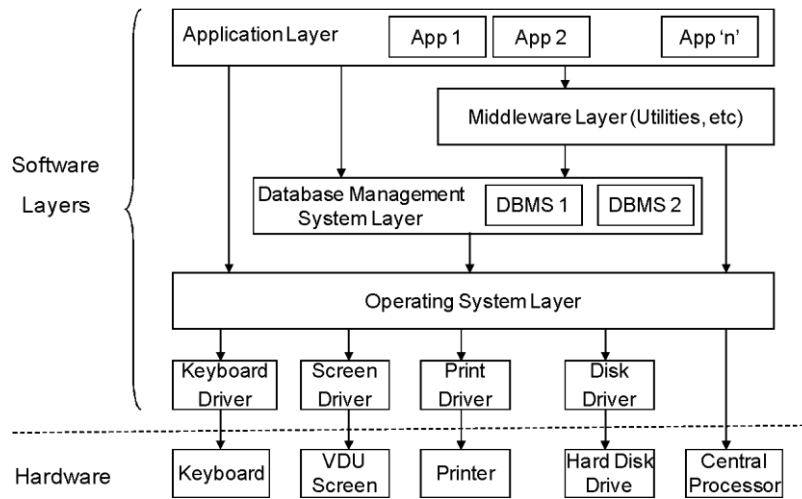 Application Layer
App 1
App 2
App ‘n’
Middleware Layer (Utilities, etc)
Software
Layers
Database Management
System Layer
DBMS 1
DBMS 2
Operating System Layer
Keyboard
Driver
Screen
Driver
Print
Driver
Disk
Driver
Hardware
Keyboard
VDU
Screen
Printer
Hard Disk
Drive
Central
Processor